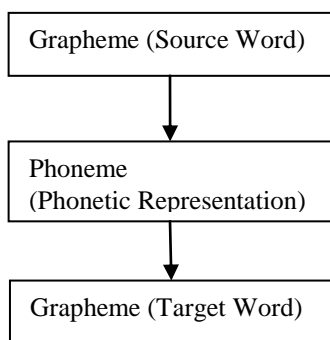 Grapheme (Source Word)
Phoneme
(Phonetic Representation)
Grapheme (Target Word)